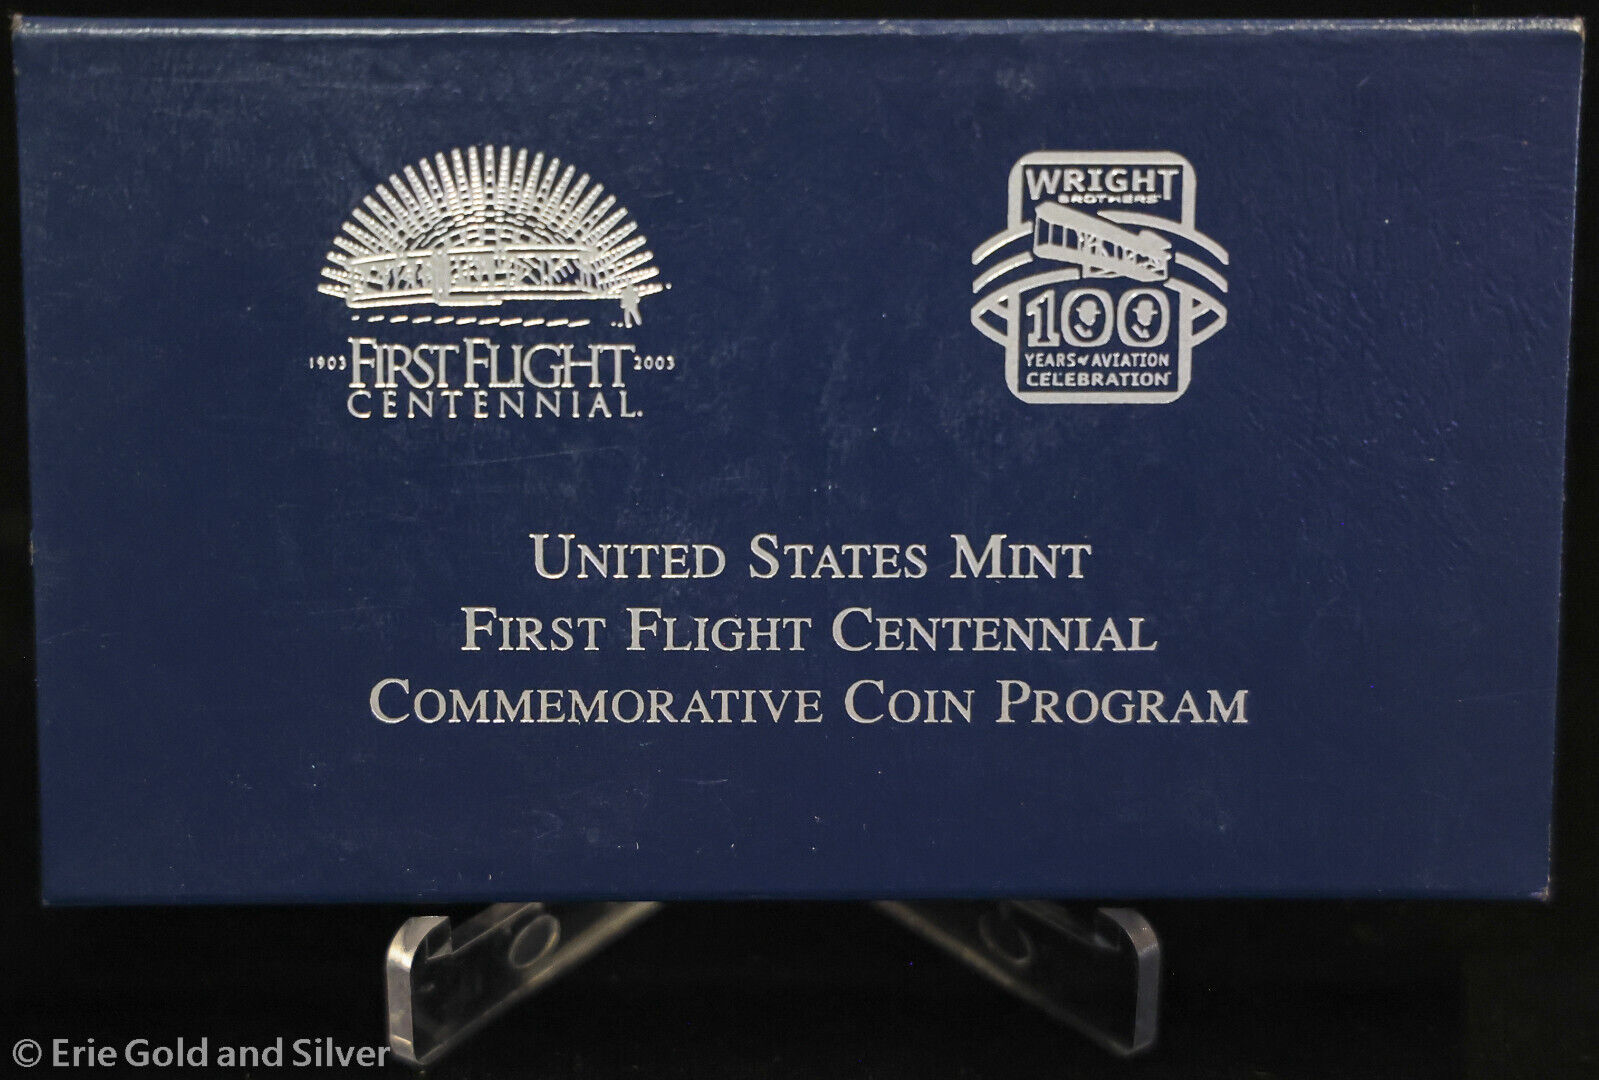 1903 FIRST FLIGHT 2003
CENTENNIAL.
WRIGHT
BROTHERS
100
YEARS of AVIATION
CELEBRATION
UNITED STATES MINT
FIRST FLIGHT CENTENNIAL
COMMEMORATIVE COIN PROGRAM
© Erie Gold and Silver